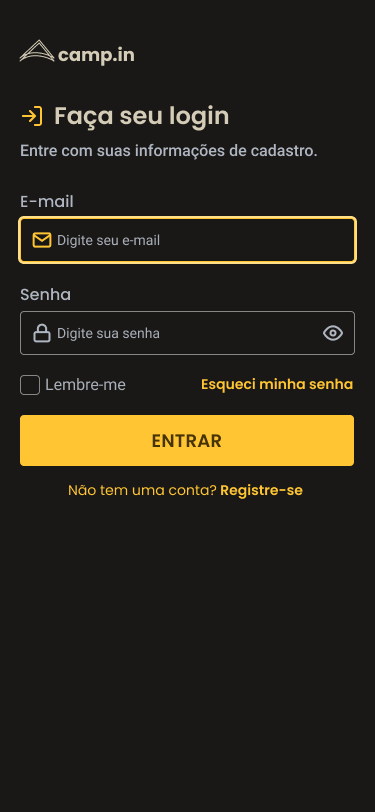 camp.in
Faça seu login
Entre com suas informações de cadastro.
E-mail
Digite seu e-mail
Senha
Digite sua senha
Lembre-me Esqueci minha senha
ENTRAR
Não tem uma conta? Registre-se